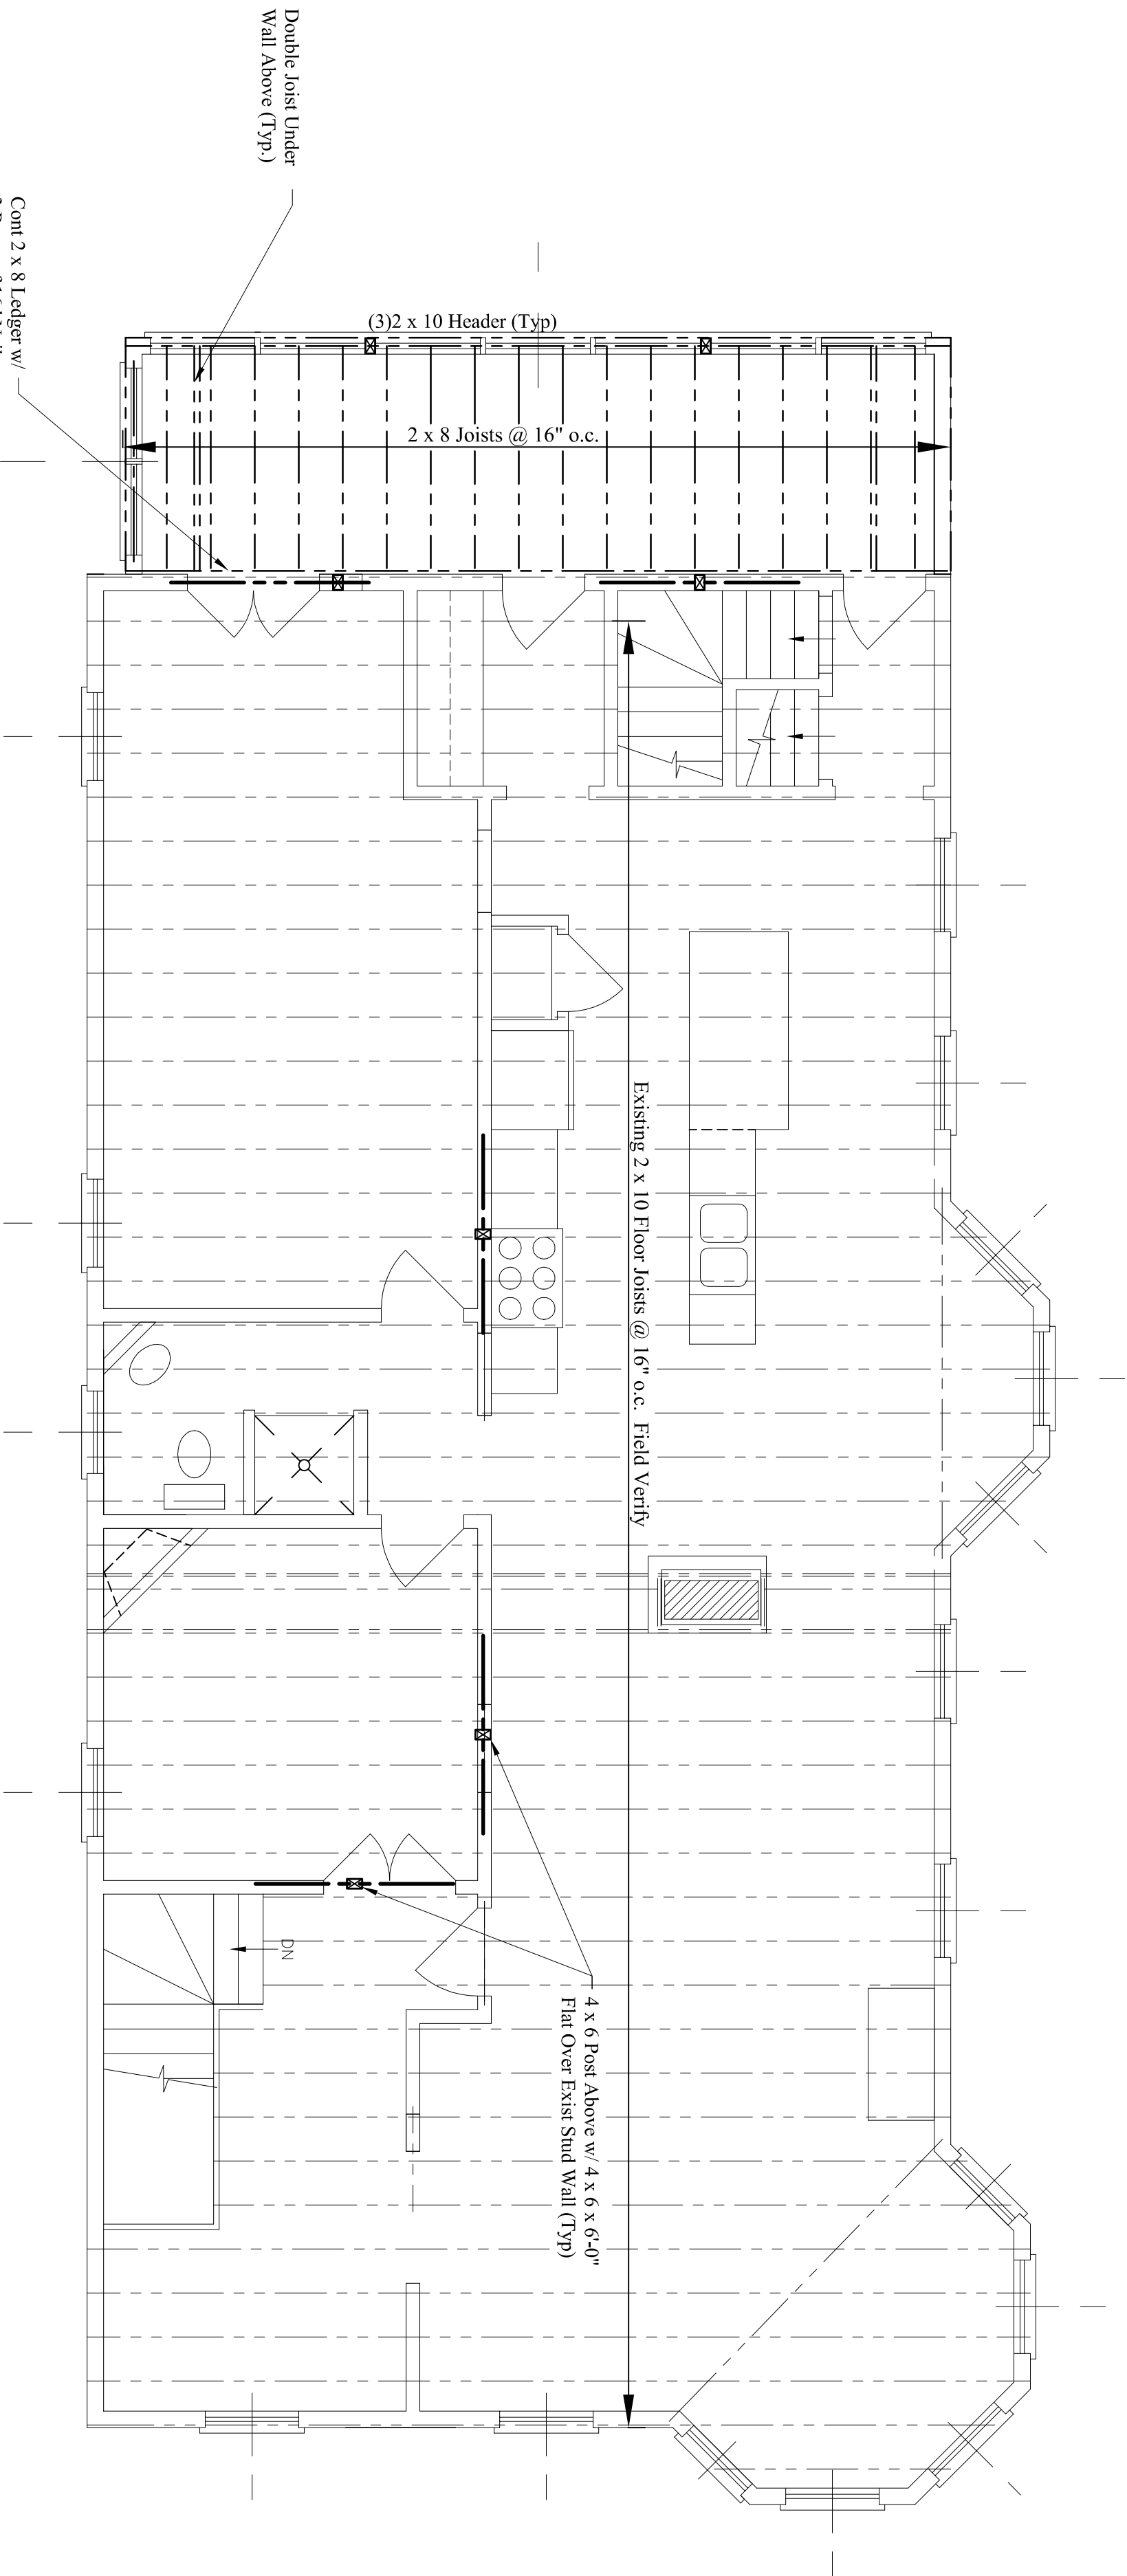 Double Joist Under
Wall Above (Typ.)
Cont 2 x 8 Ledger w/
(3)2 x 10 Header (Typ)
2 x 8 Joists @ 16" o.c.
Existing 2 x 10 Floor Joists @ 16" o.c.  Field Verify
DN
4 x 6 Post Above w/ 4 x 6 x 6'-0"
Flat Over Exist Stud Wall (Typ)